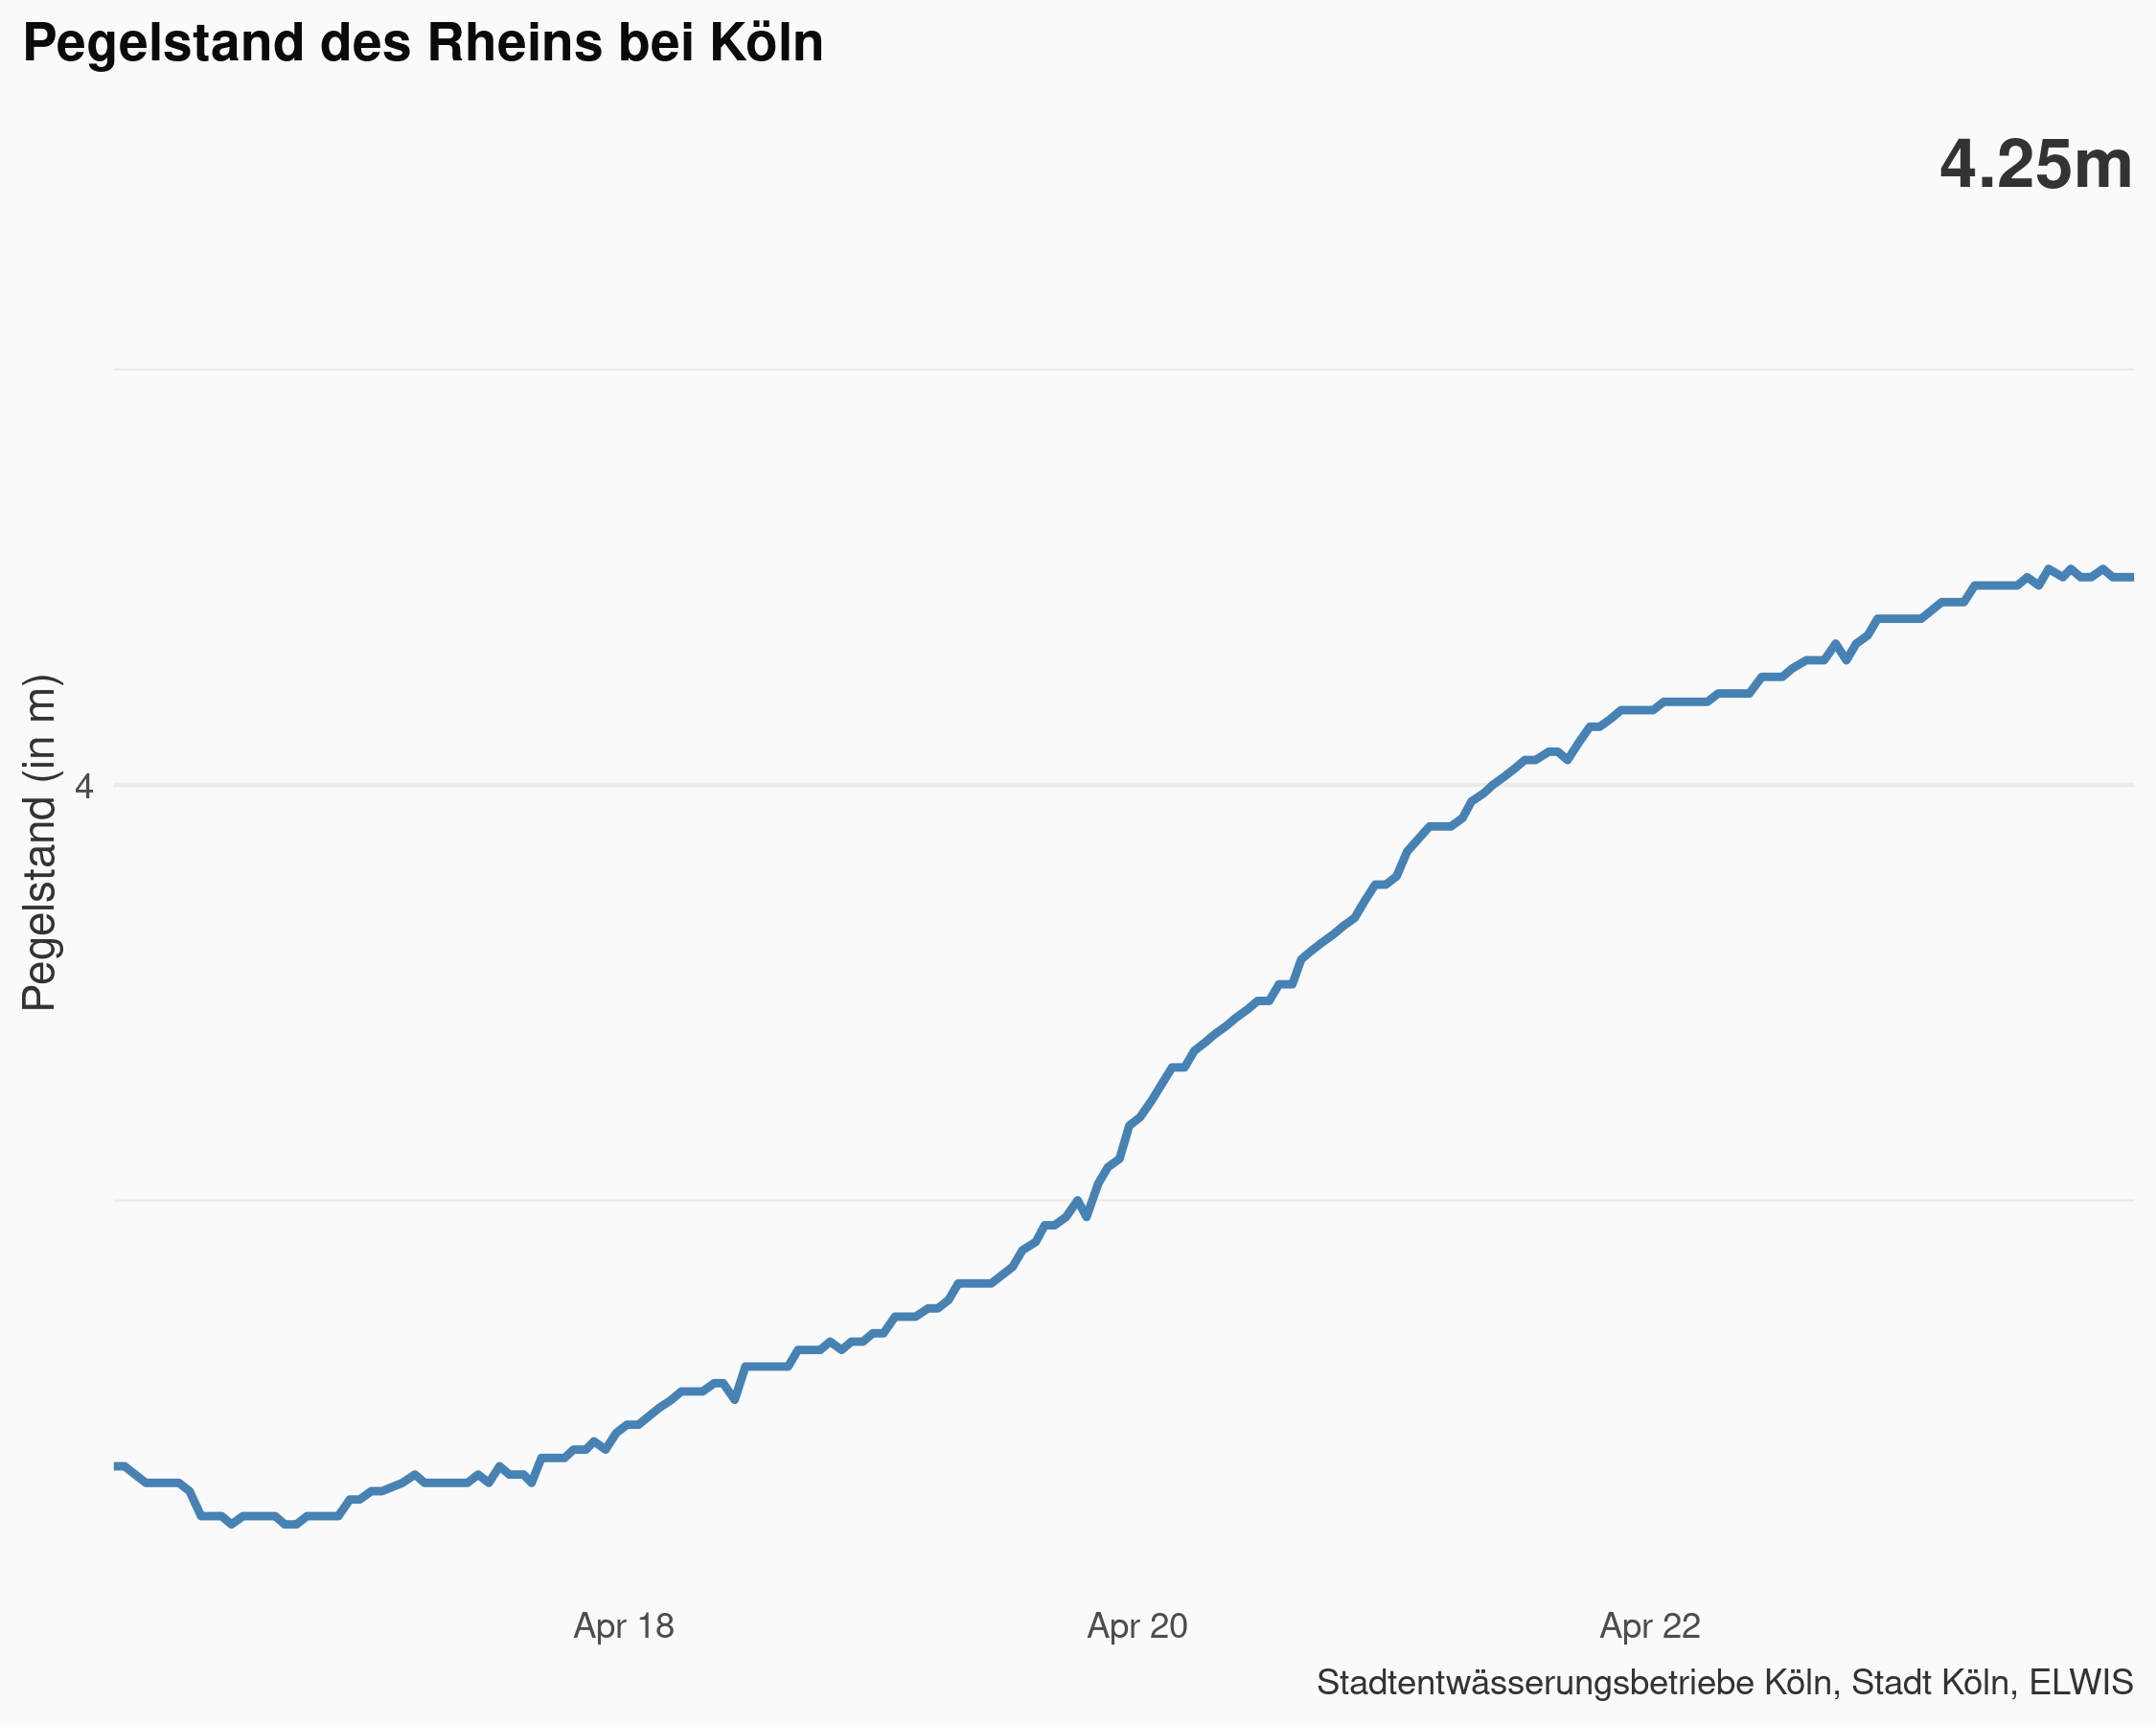 Pegelstand des Rheins bei Köln
4.25m
Pegelstand (in m)
4
Apr 18
Apr 20
Apr 22
Stadtentwässerungsbetriebe Köln, Stadt Köln, ELWIS